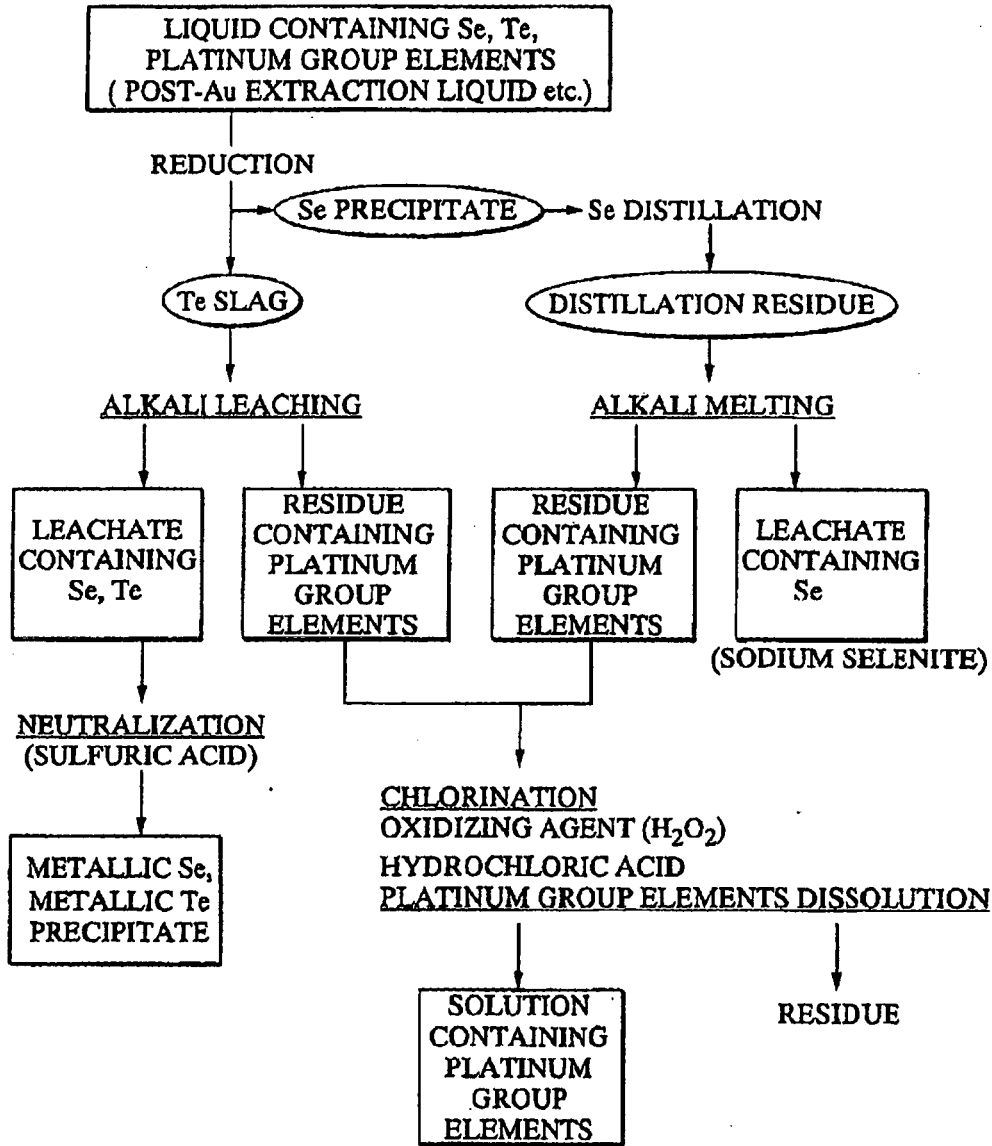 LIQUID CONTAINING Se, Te,
PLATINUM GROUP ELEMENTS
( POST-Au EXTRACTION LIQUID etc.)
REDUCTION
Se PRECIPITATE
Se DISTILLATION
Te SLAG
DISTILLATION RESIDUE
ALKALI LEACHING
ALKALI MELTING
LEACHATE
CONTAINING
Se, Te
RESIDUE
CONTAINING
PLATINUM
GROUP
ELEMENTS
RESIDUE
CONTAINING
PLATINUM
GROUP
ELEMENTS
LEACHATE
CONTAINING
Se
(SODIUM SELENITE)
NEUTRALIZATION
(SULFURIC ACID)
CHLORINATION
OXIDIZING AGENT (H₂O₂)
HYDROCHLORIC ACID
PLATINUM GROUP ELEMENTS DISSOLUTION
METALLIC Se,
METALLIC Te
PRECIPITATE
SOLUTION
CONTAINING
PLATINUM
GROUP
ELEMENTS
RESIDUE